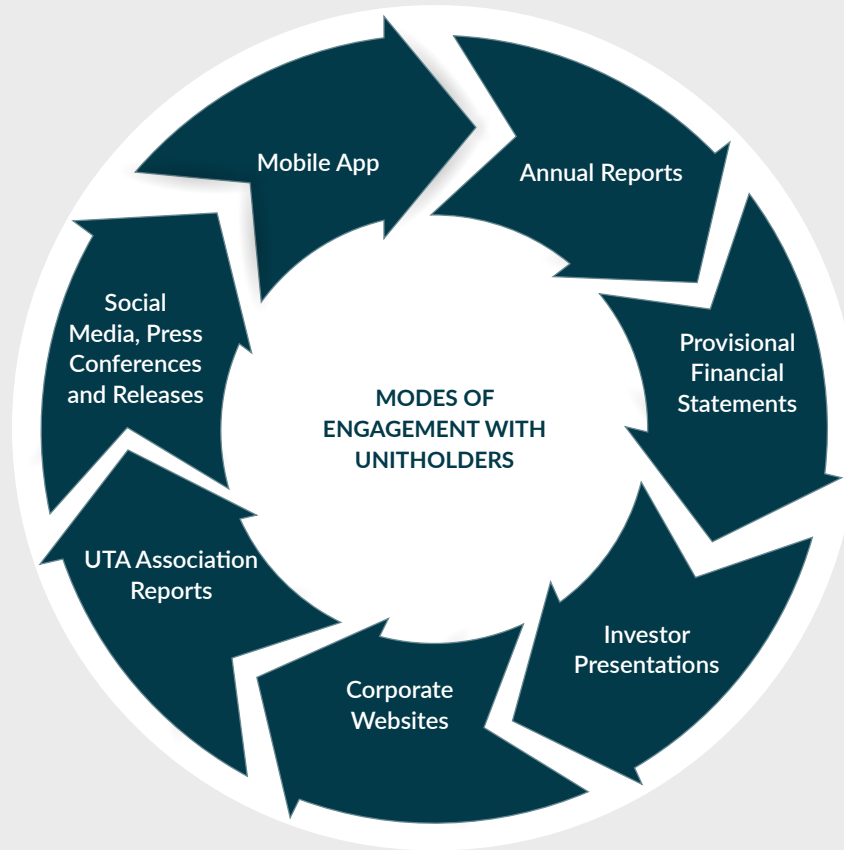 Mobile App
Annual Reports
Provisional
Financial
Statements
Investor
Presentations
Corporate
Websites
UTA Association
Reports
Social
Media, Press
Conferences
and Releases
MODES OF
ENGAGEMENT WITH
UNITHOLDERS